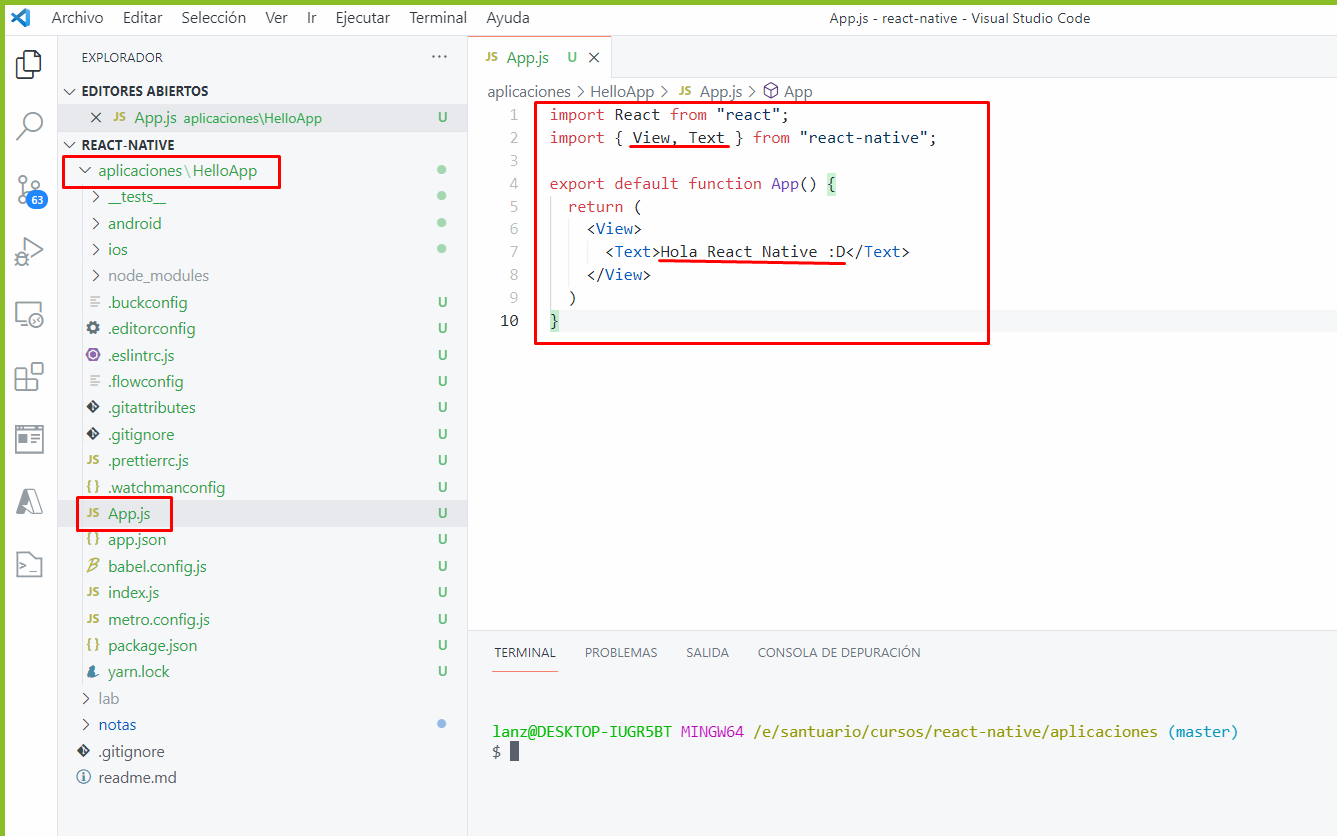 Archivo Editar Selección Ver Ir Ejecutar Terminal Ayuda App.js - react-native - Visual Studio Code
EXPLORADOR ···
EDITORES ABIERTOS
JS App.js aplicaciones\HelloApp U
REACT-NATIVE
aplicaciones\HelloApp
__tests__
android
ios
node_modules
.buckconfig U
.editorconfig U
.eslintrc.js U
.flowconfig U
.gitattributes U
.gitignore U
JS .prettierrc.js U
{} .watchmanconfig U
JS App.js U
{} app.json U
babel.config.js U
JS index.js U
JS metro.config.js U
{} package.json U
yarn.lock U
lab
notas
.gitignore
readme.md
63
JS App.js U
aplicaciones > HelloApp > JS App.js > App
1 import React from "react";
2 import { View, Text } from "react-native";
3
4 export default function App() {
5 return (
6 <View>
7 <Text>Hola React Native :D</Text>
8 </View>
9 )
10 }
TERMINAL PROBLEMAS SALIDA CONSOLA DE DEPURACIÓN
lanz@DESKTOP-IUGR5BT MINGW64 /e/santuario/cursos/react-native/aplicaciones (master)
$